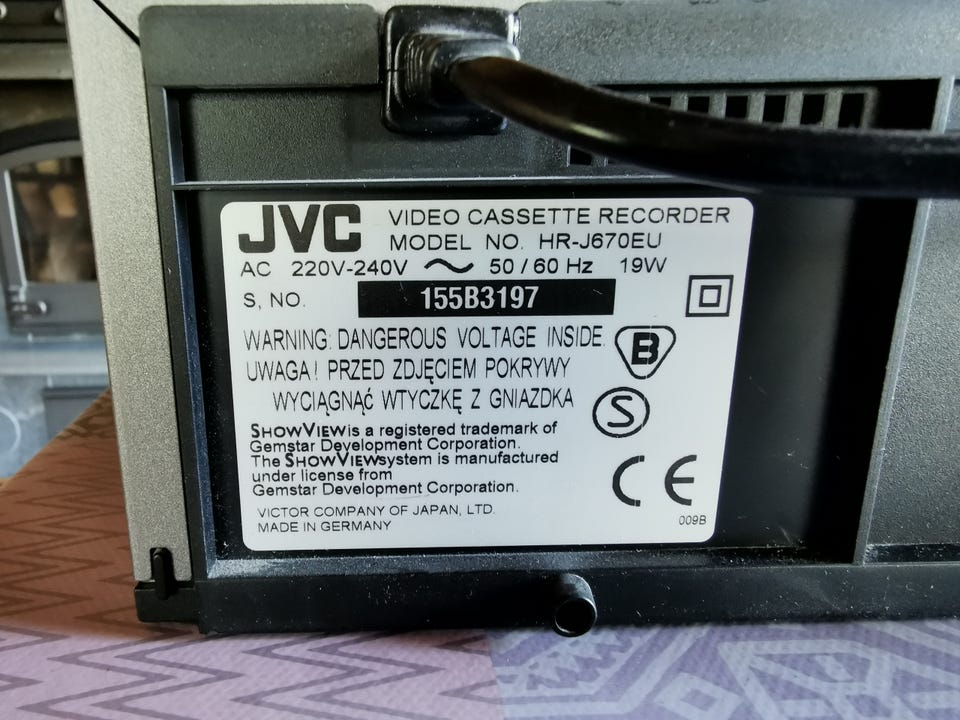 JVC VIDEO CASSETTE RECORDER
MODEL NO. HR-J670EU
AC 220V-240V ~ 50 / 60 Hz 19W
S, NO. 155B3197
WARNING: DANGEROUS VOLTAGE INSIDE.
B
UWAGA! PRZED ZDJĘCIEM POKRYWY
WYCIĄGNĄĆ WTYCZKĘ Z GNIAZDKA
S
SHOWVIEW is a registered trademark of
Gemstar Development Corporation.
The SHOWVIEWsystem is manufactured
under license from
Gemstar Development Corporation.
CE
VICTOR COMPANY OF JAPAN, LTD.
MADE IN GERMANY
009B